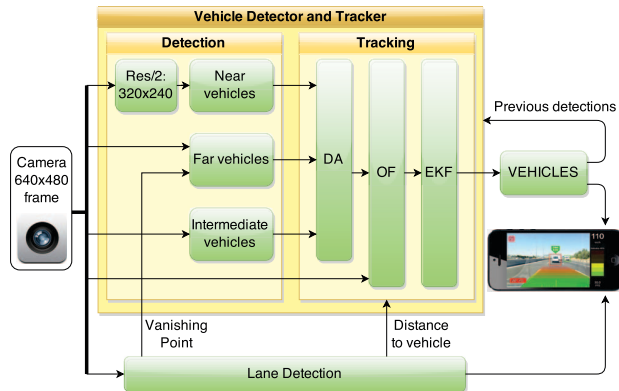 Vehicle Detector and Tracker
Detection
Tracking
Res/2:
320x240
Near
vehicles
Previous detections
Camera
640x480
frame
Far vehicles
DA
OF
EKF
VEHICLES
Intermediate
vehicles
110
Vanishing
Point
Distance
to vehicle
Lane Detection